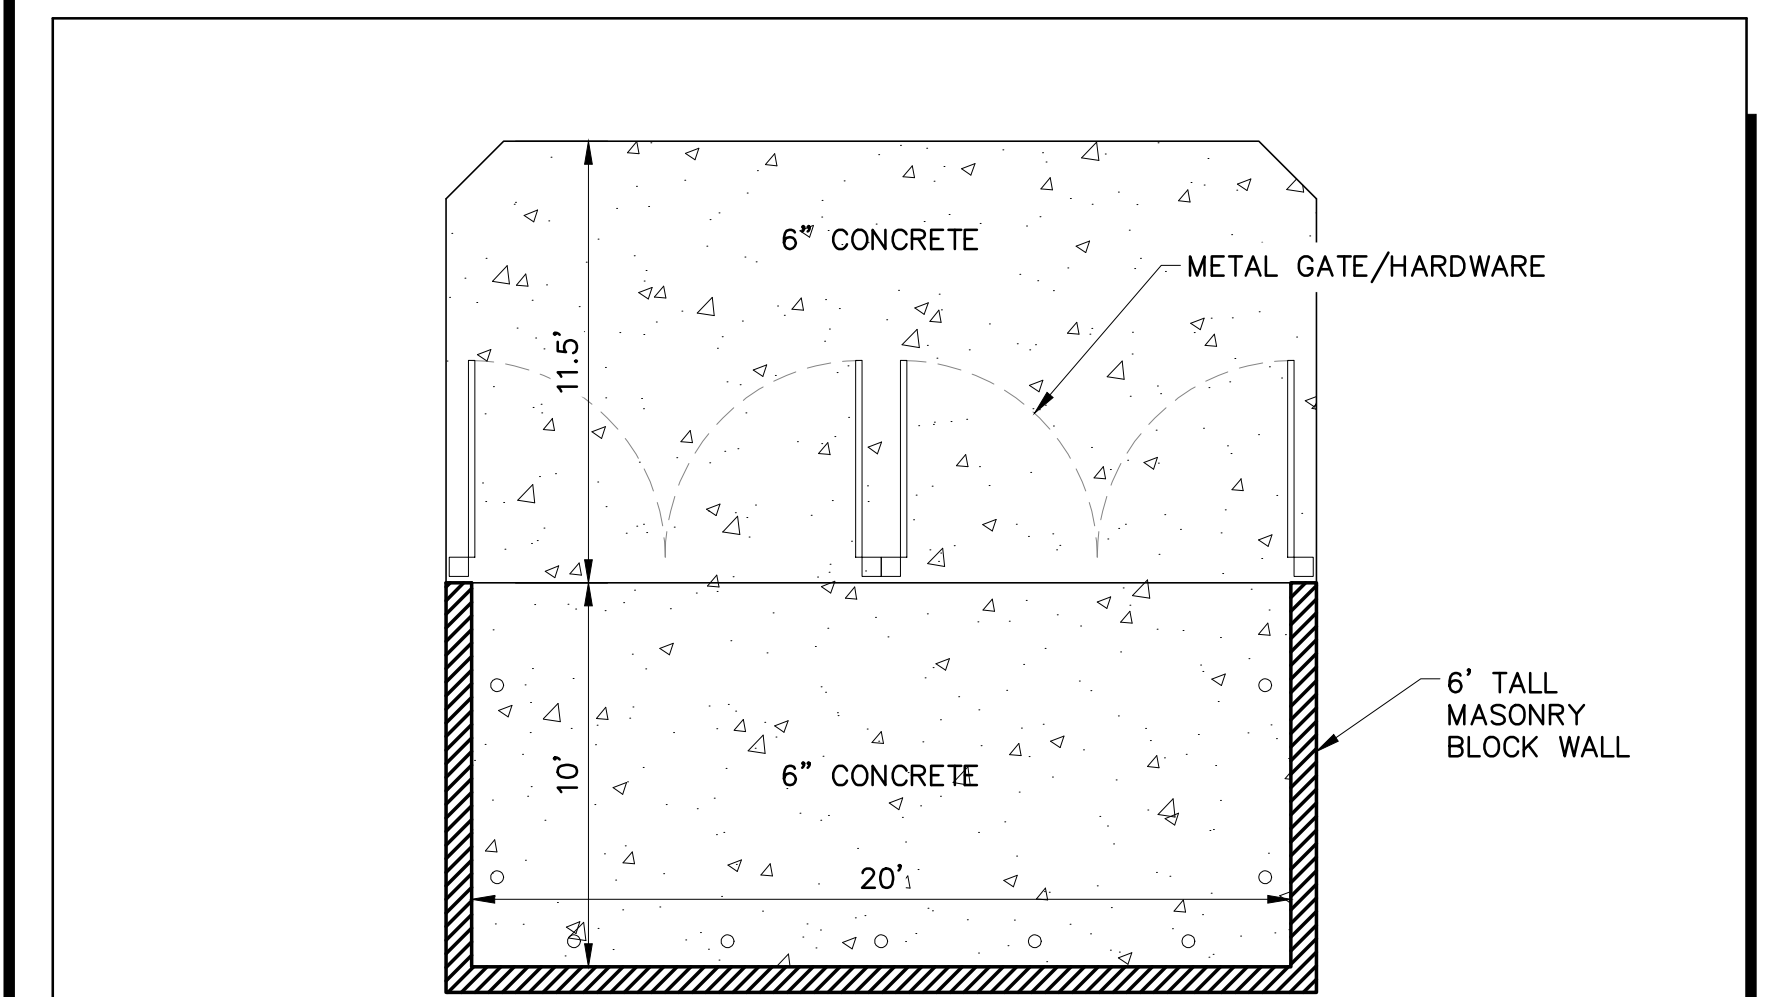 6" CONCRETE
METAL GATE/HARDWARE
11.5'
6' TALL
MASONRY
BLOCK WALL
10'
6" CONCRETE
20'